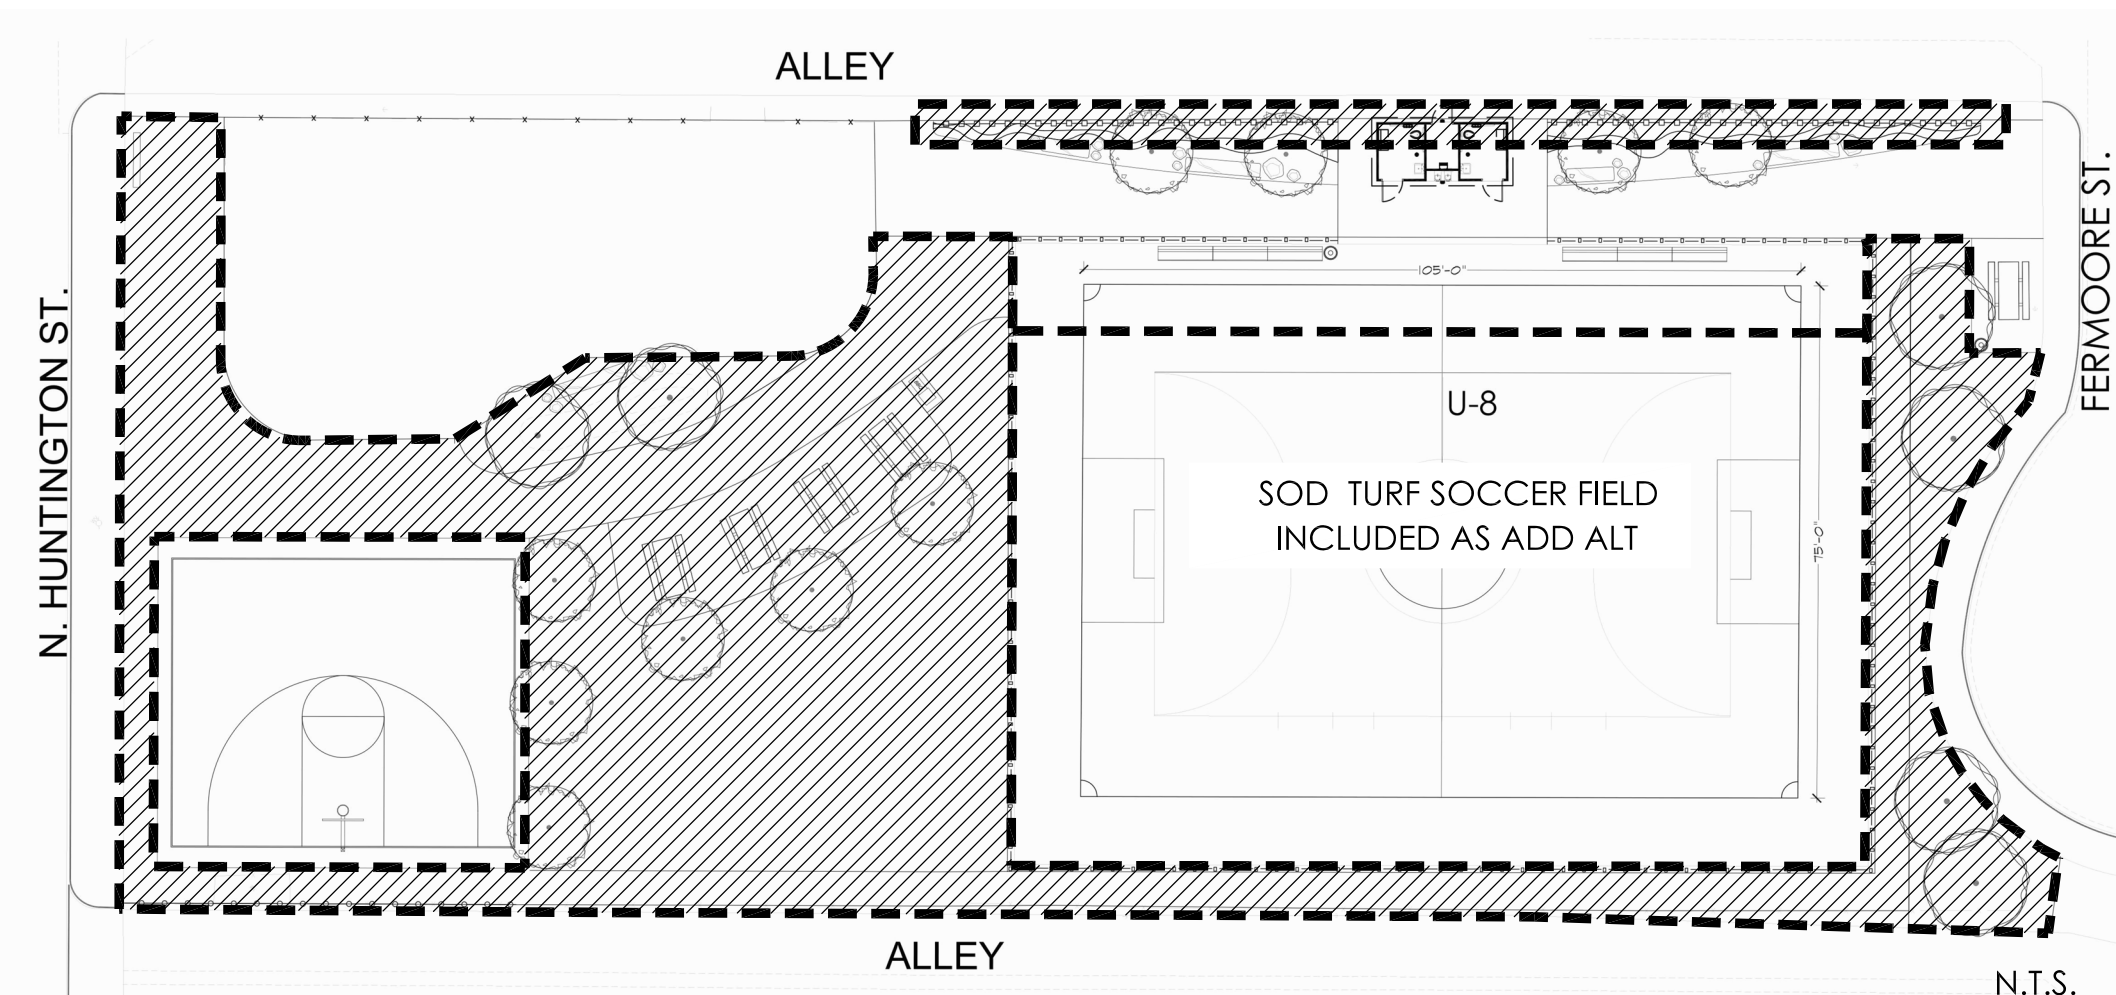 ALLEY
N. HUNTINGTON ST.
FERMOORE ST.
105'-0"
U-8
SOD TURF SOCCER FIELD
INCLUDED AS ADD ALT
75'-0"
ALLEY
N.T.S.